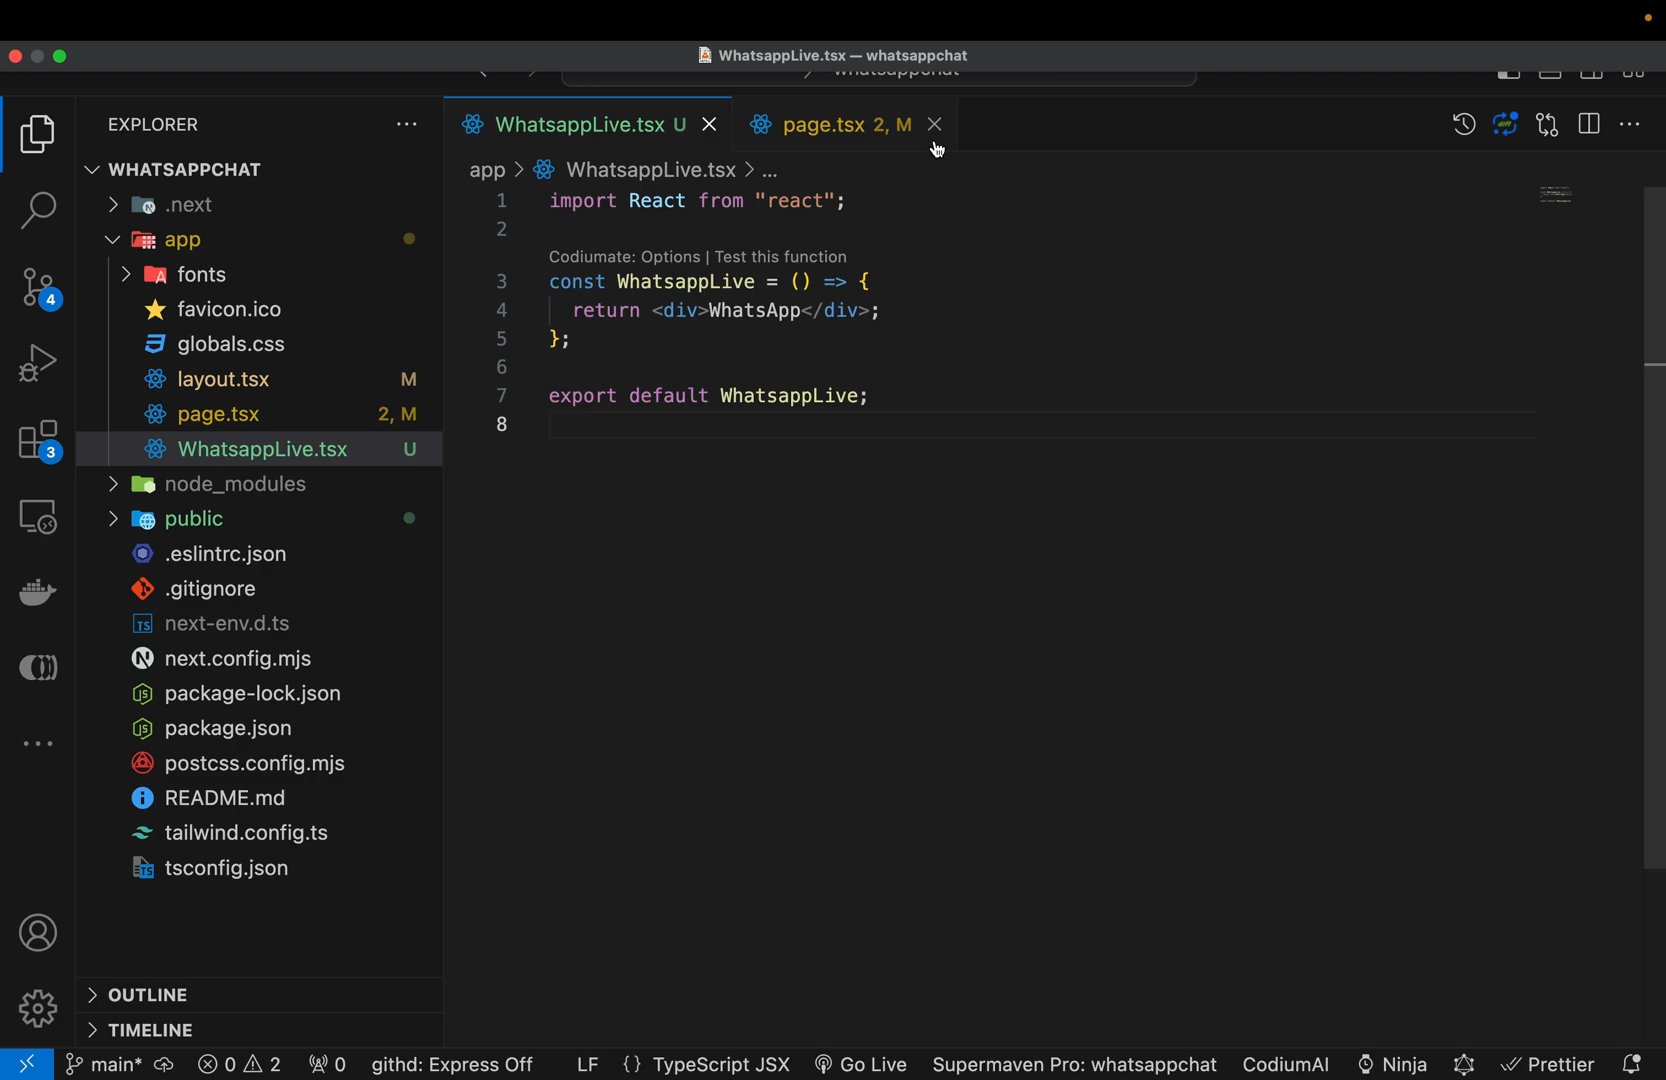 WhatsappLive.tsx — whatsappchat
EXPLORER
WHATSAPPCHAT
.next
app
fonts
favicon.ico
globals.css
layout.tsx M
page.tsx 2, M
WhatsappLive.tsx U
node_modules
public
.eslintrc.json
.gitignore
next-env.d.ts
next.config.mjs
package-lock.json
package.json
postcss.config.mjs
README.md
tailwind.config.ts
tsconfig.json
OUTLINE
TIMELINE
4
3
WhatsappLive.tsx U
page.tsx 2, M
app > WhatsappLive.tsx > ...
1 import React from "react";
2
Codiumate: Options | Test this function
3 const WhatsappLive = () => {
4 return <div>WhatsApp</div>;
5 };
6
7 export default WhatsappLive;
8
main* 0 2 0 githd: Express Off LF {} TypeScript JSX Go Live Supermaven Pro: whatsappchat CodiumAI Ninja Prettier